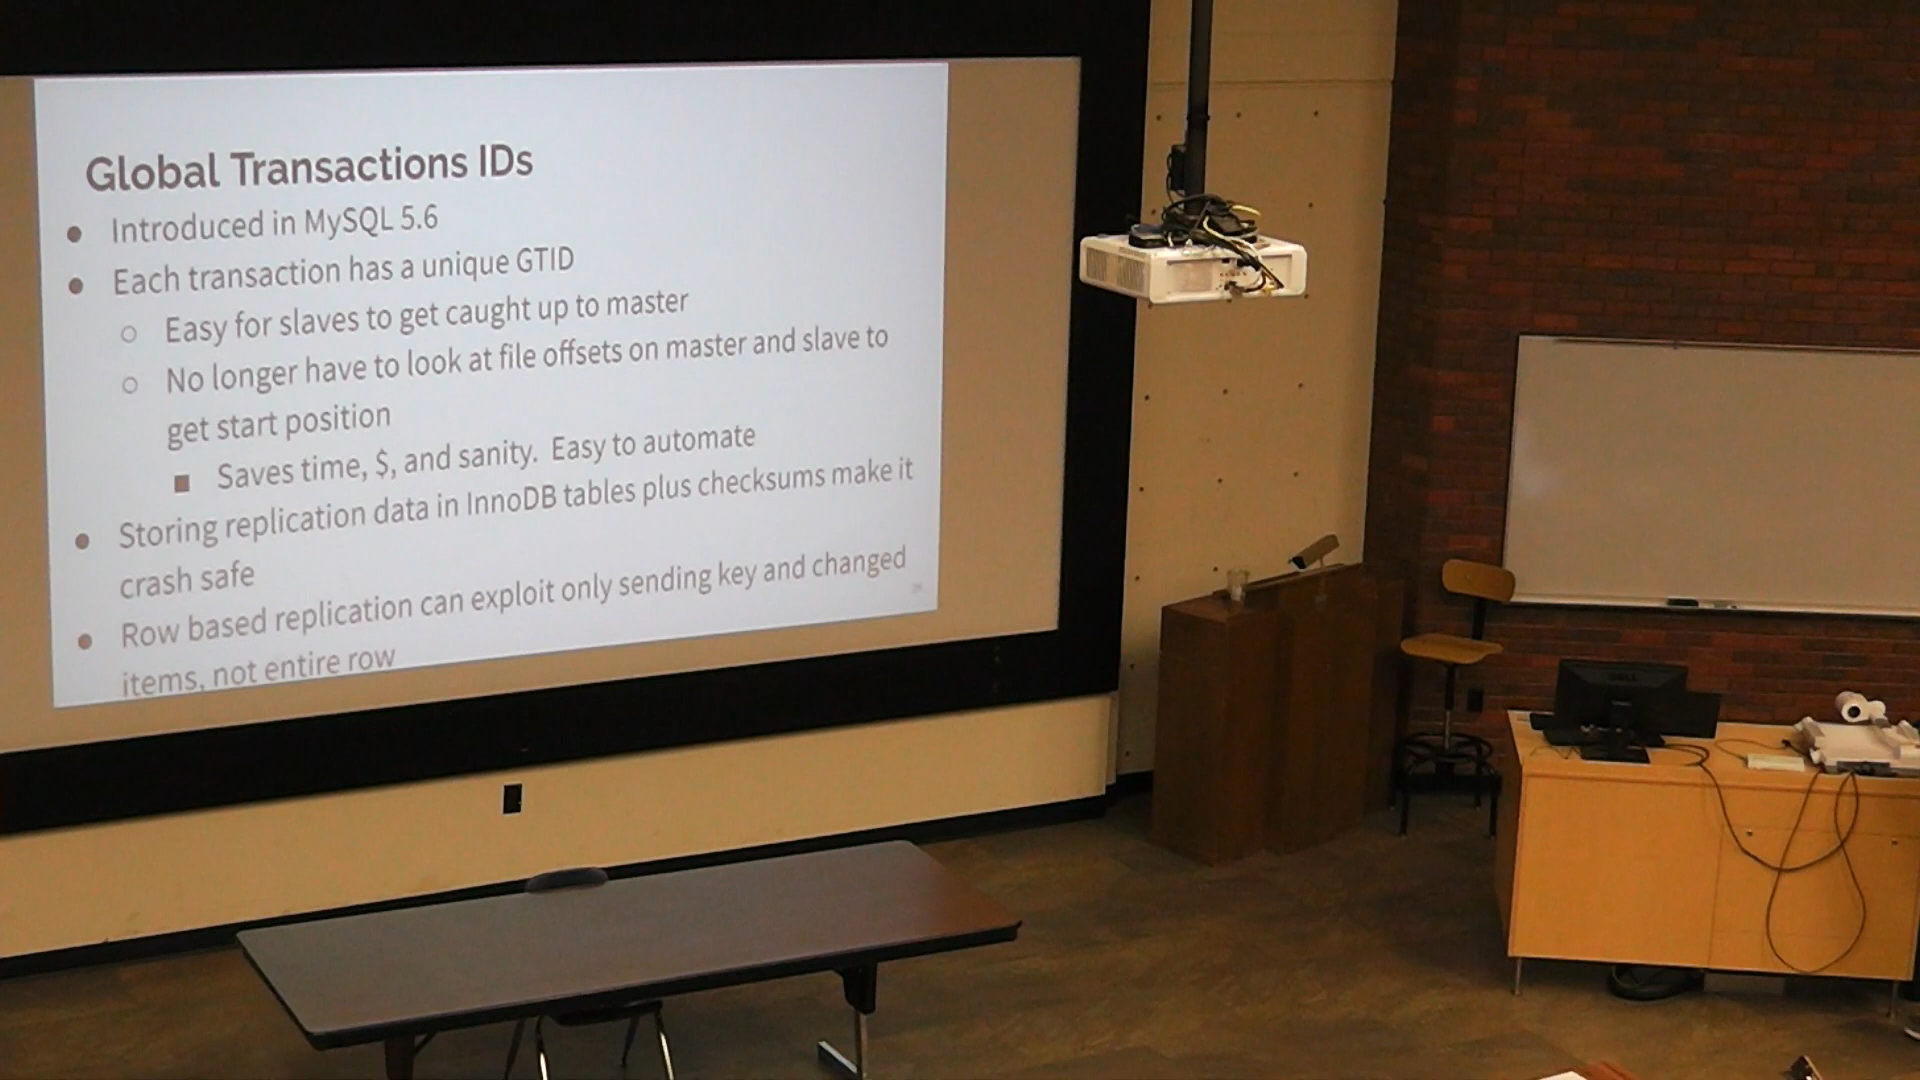 Global Transactions IDs
● Introduced in MySQL 5.6
● Each transaction has a unique GTID
○ Easy for slaves to get caught up to master
○ No longer have to look at file offsets on master and slave to
get start position
■ Saves time, $, and sanity. Easy to automate
● Storing replication data in InnoDB tables plus checksums make it
crash safe
● Row based replication can exploit only sending key and changed
items, not entire row
DELL